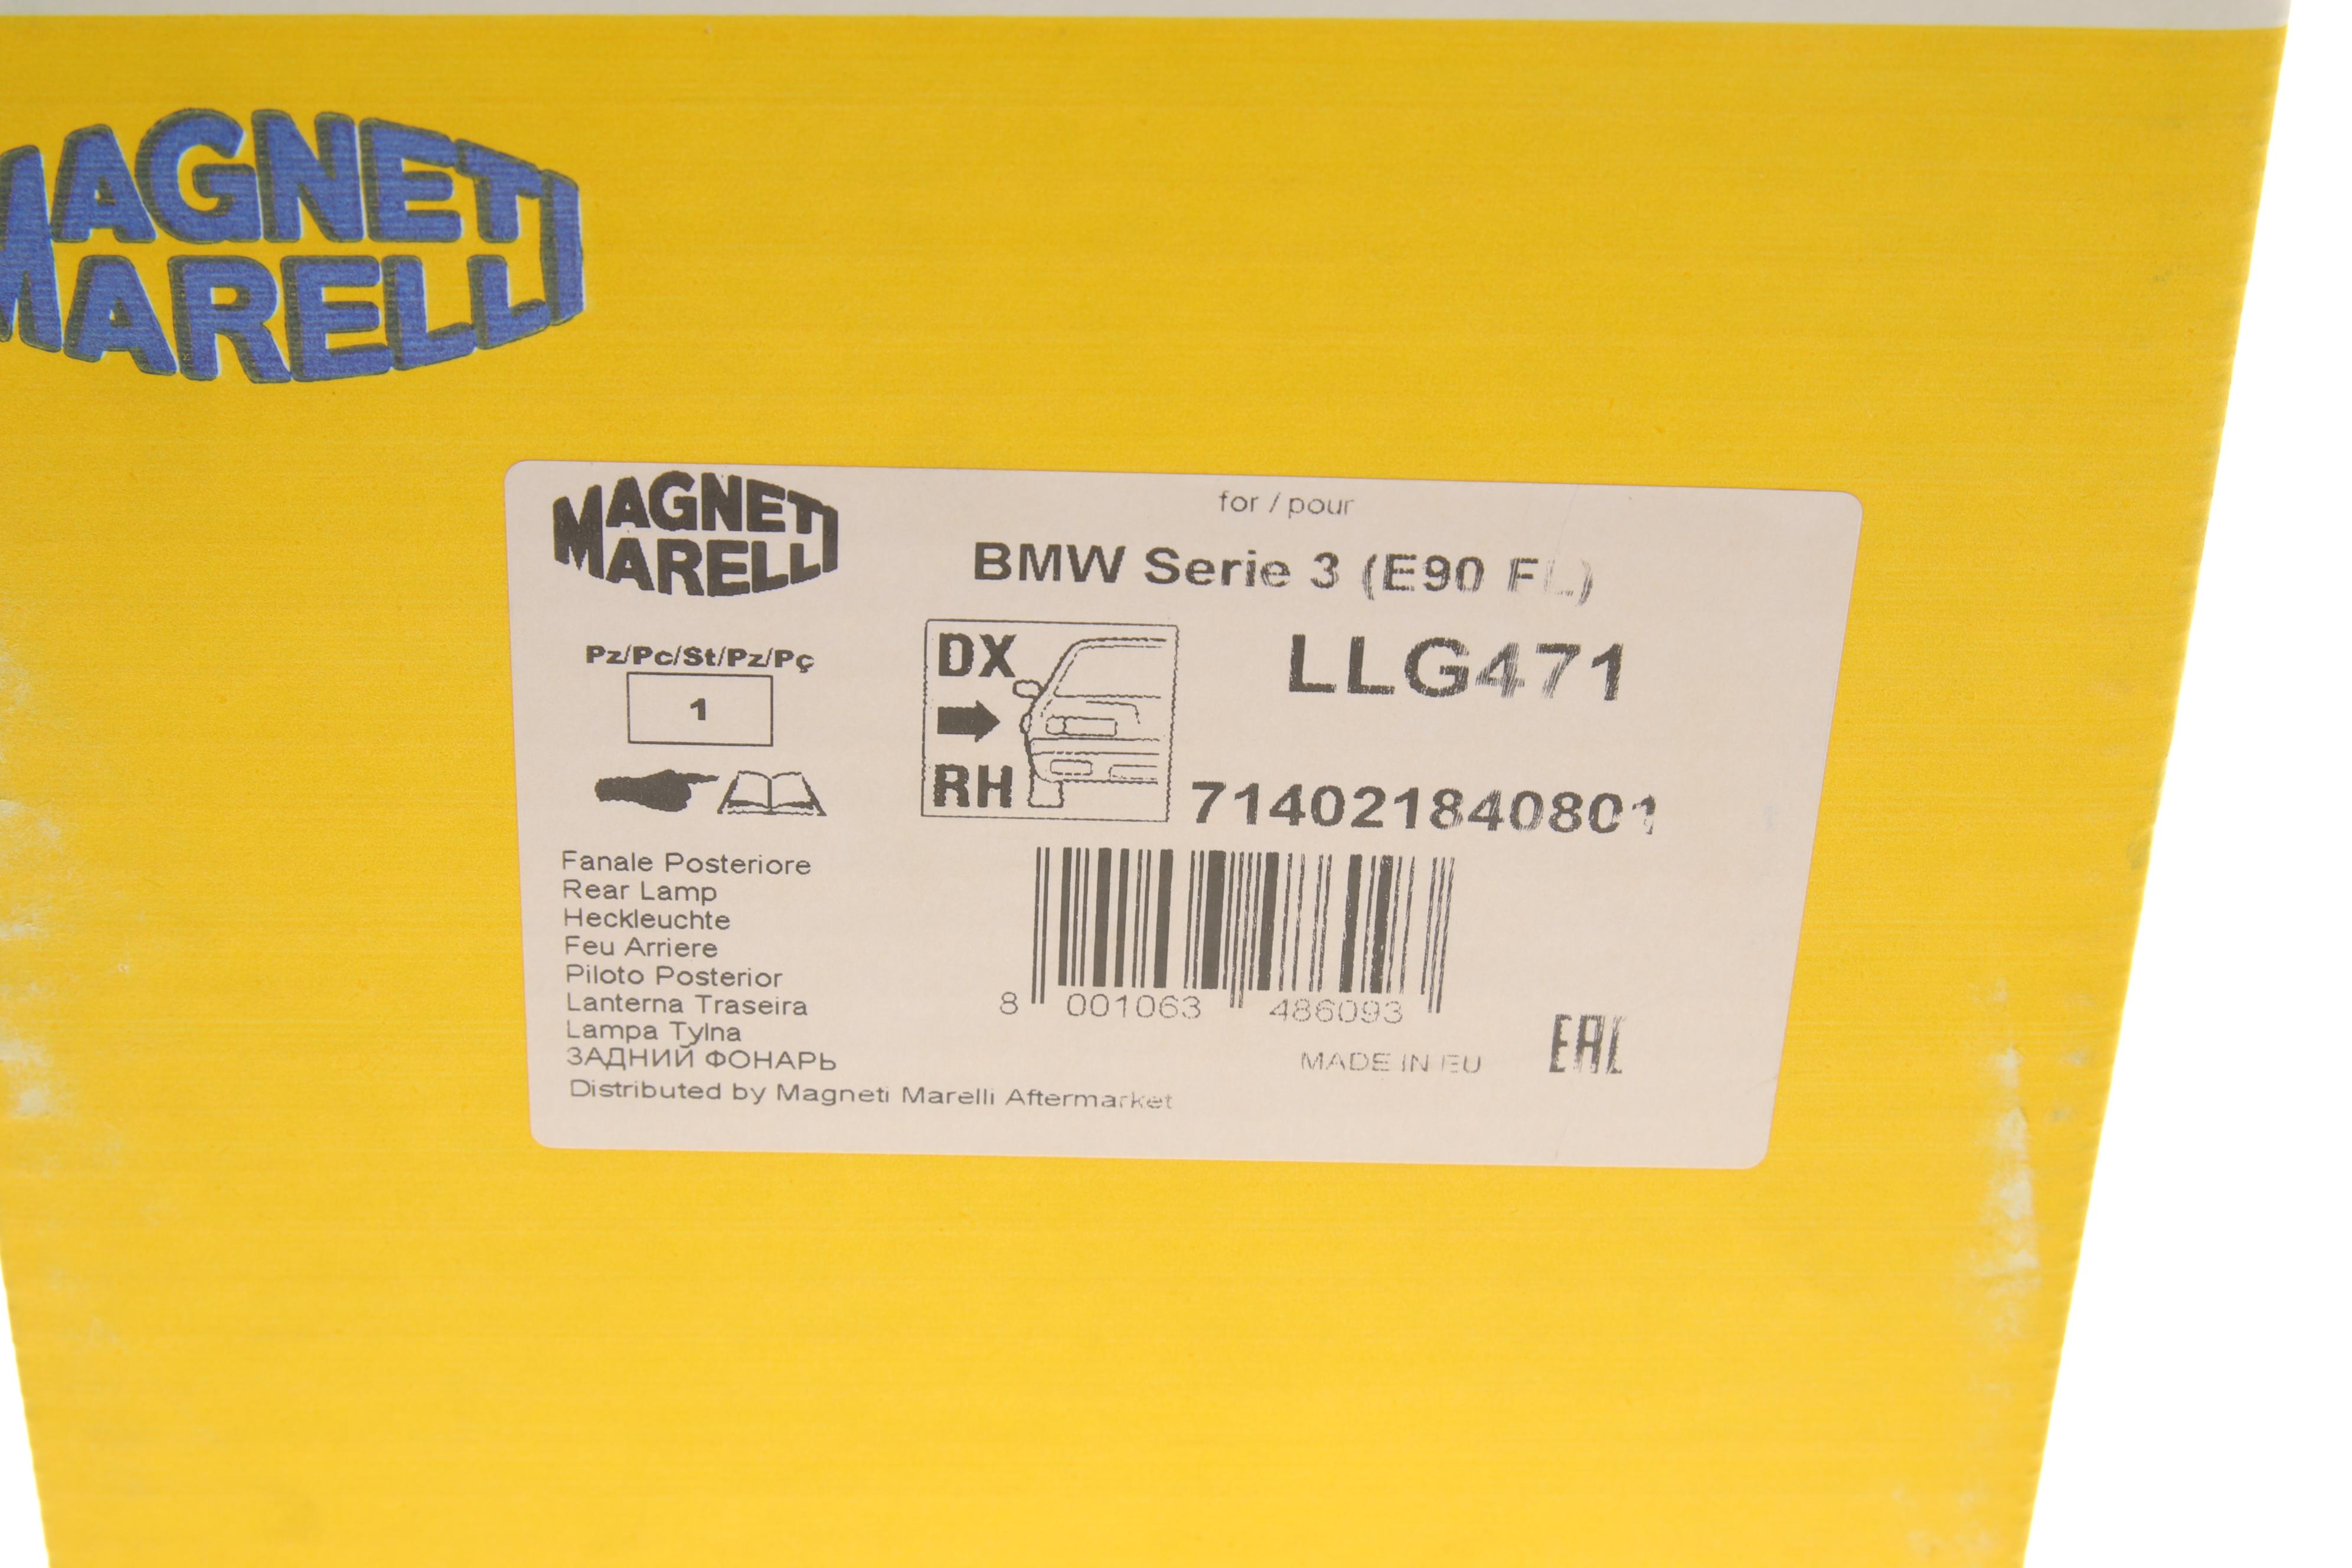 MAGNETI
MARELLI
MAGNETI
MARELLI
for / pour
BMW Serie 3 (E90 FL)
Pz/Pc/St/Pz/Pç
1
DX
RH
LLG471
714021840801
Fanale Posteriore
Rear Lamp
Heckleuchte
Feu Arriere
Piloto Posterior
Lanterna Traseira
Lampa Tylna
ЗАДНИЙ ФОНАРЬ
Distributed by Magneti Marelli Aftermarket
8 001063 486093
MADE IN EU
EAC